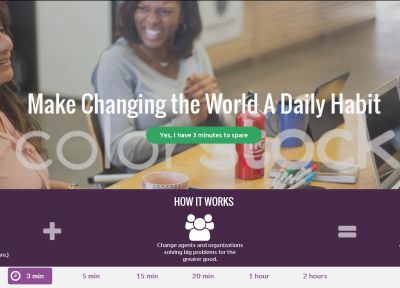 Make Changing the World A Daily Habit
Yes, I have 3 minutes to spare
colorstock
HOW IT WORKS
Change agents and organizations
solving big problems for the
greater good.
3 min
5 min
15 min
20 min
1 hour
2 hours